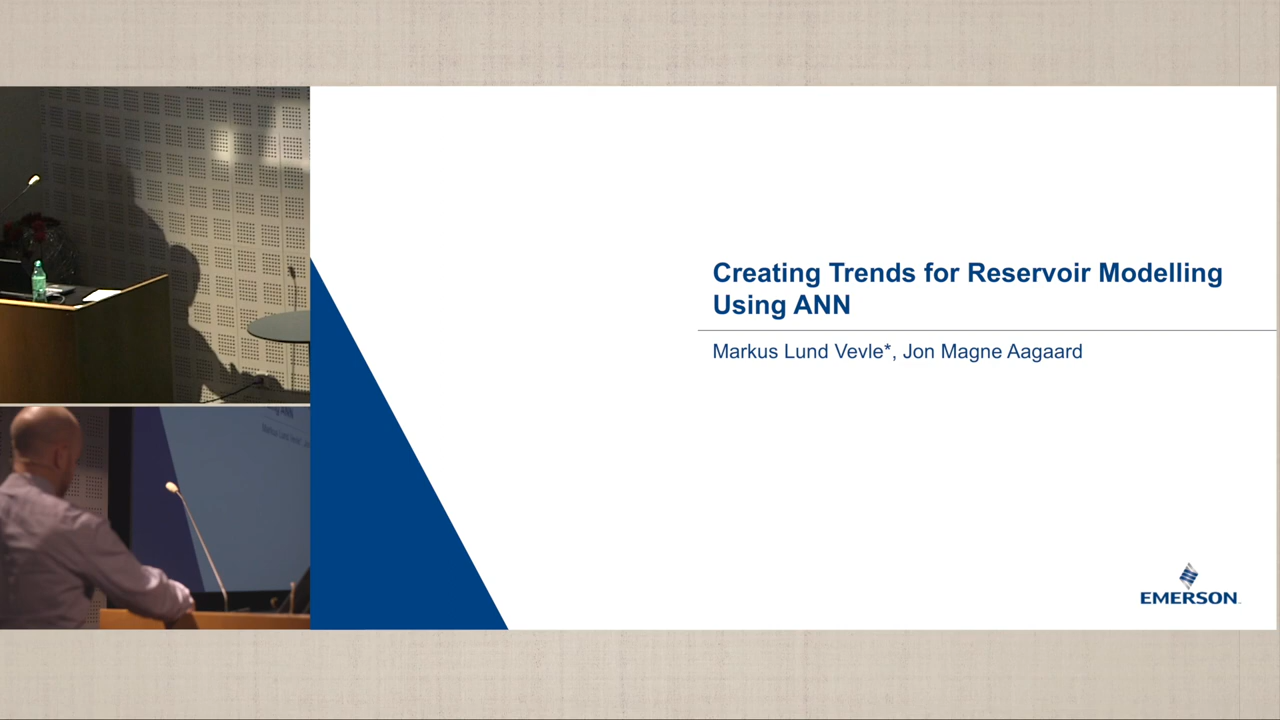 Creating Trends for Reservoir Modelling
Using ANN
Markus Lund Vevle*, Jon Magne Aagaard
EMERSON